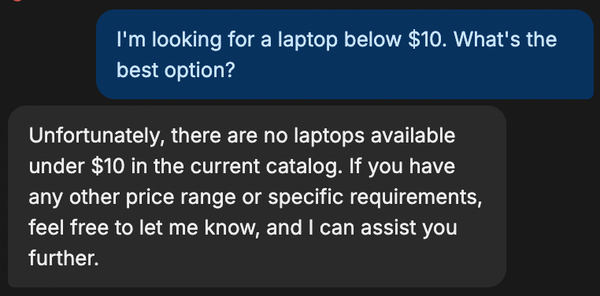 I'm looking for a laptop below $10. What's the
best option?
Unfortunately, there are no laptops available
under $10 in the current catalog. If you have
any other price range or specific requirements,
feel free to let me know, and I can assist you
further.